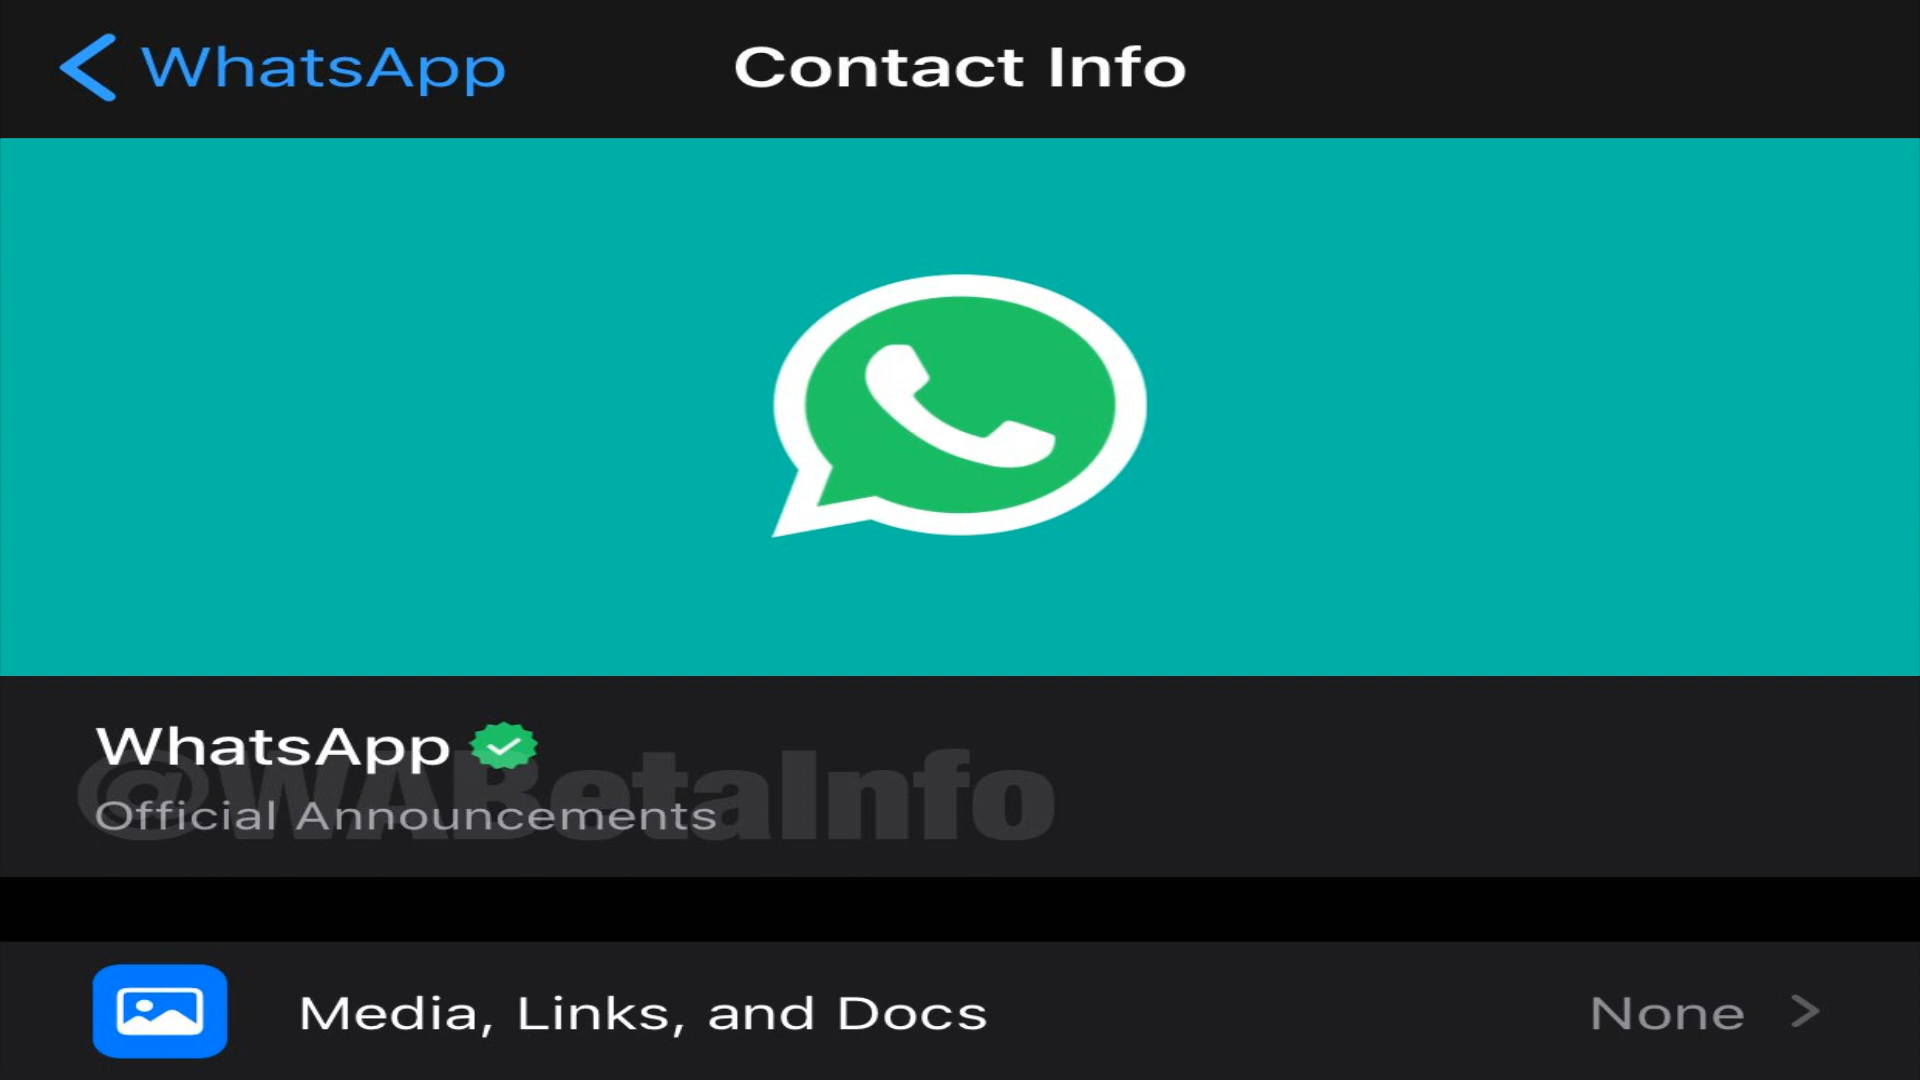 WhatsApp Contact Info
WhatsApp
@WABetaInfo
Official Announcements
Media, Links, and Docs None